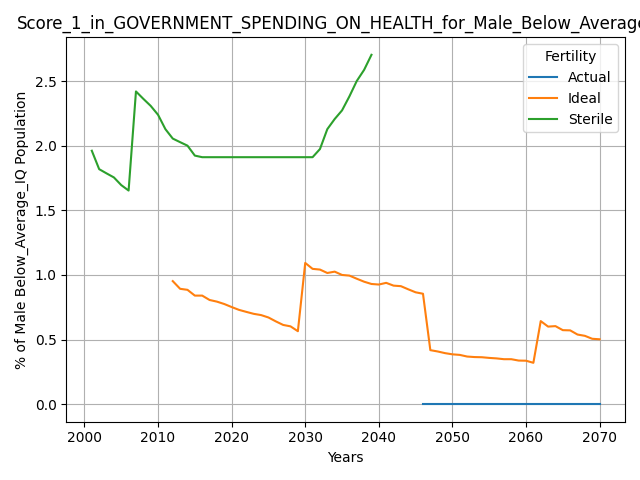 Score_1_in_GOVERNMENT_SPENDING_ON_HEALTH_for_Male_Below_Average
Fertility
Actual
Ideal
Sterile
% of Male Below_Average_IQ Population
2.5
2.0
1.5
1.0
0.5
0.0
2000 2010 2020 2030 2040 2050 2060 2070
Years